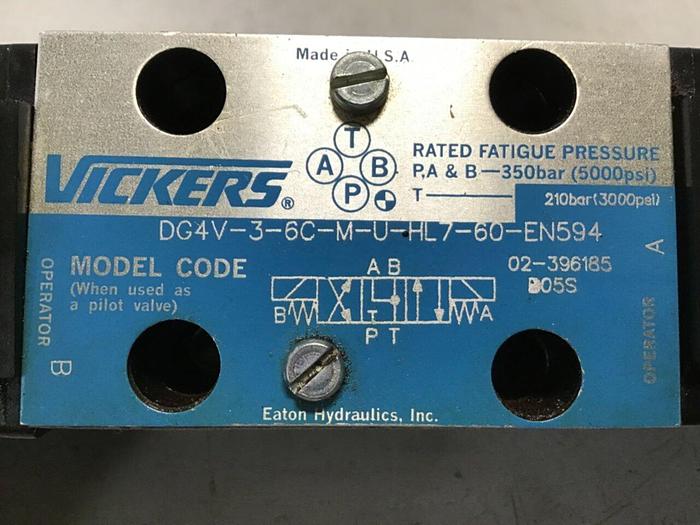 Made in U.S.A
T
A B
P
VICKERS®
RATED FATIGUE PRESSURE
P,A & B—350bar (5000psi)
T—210bar(3000psi)
DG4V-3-6C-M-U-HL7-60-EN594
MODEL CODE
(When used as
a pilot valve)
02-396185
B05S
OPERATOR B
A B
B A
T
P T
OPERATOR A
Eaton Hydraulics, Inc.